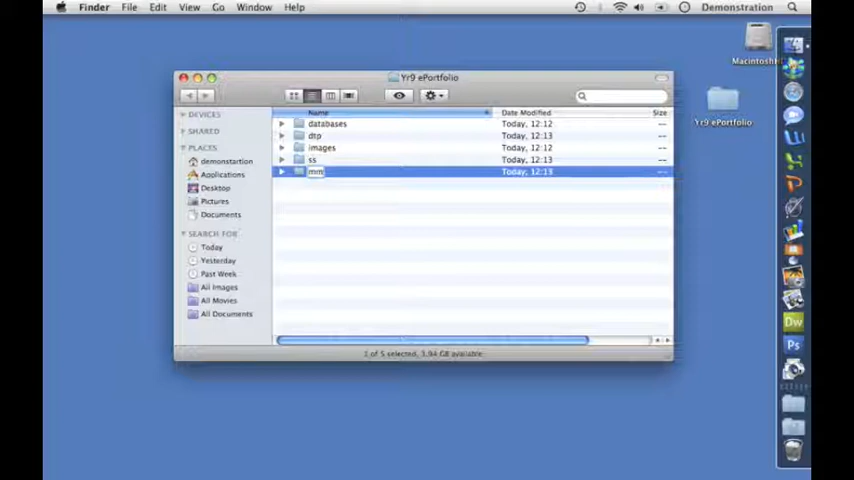 Finder File Edit View Go Window Help Demonstration
Yr9 ePortfolio
Name Date Modified Size
databases Today, 12:12 --
dtp Today, 12:13 --
images Today, 12:12 --
ss Today, 12:13 --
mm Today, 12:13 --
DEVICES
SHARED
PLACES
demonstartion
Applications
Desktop
Pictures
Documents
SEARCH FOR
Today
Yesterday
Past Week
All Images
All Movies
All Documents
1 of 5 selected, 3.94 GB available
Yr9 ePortfolio
Dw
Ps